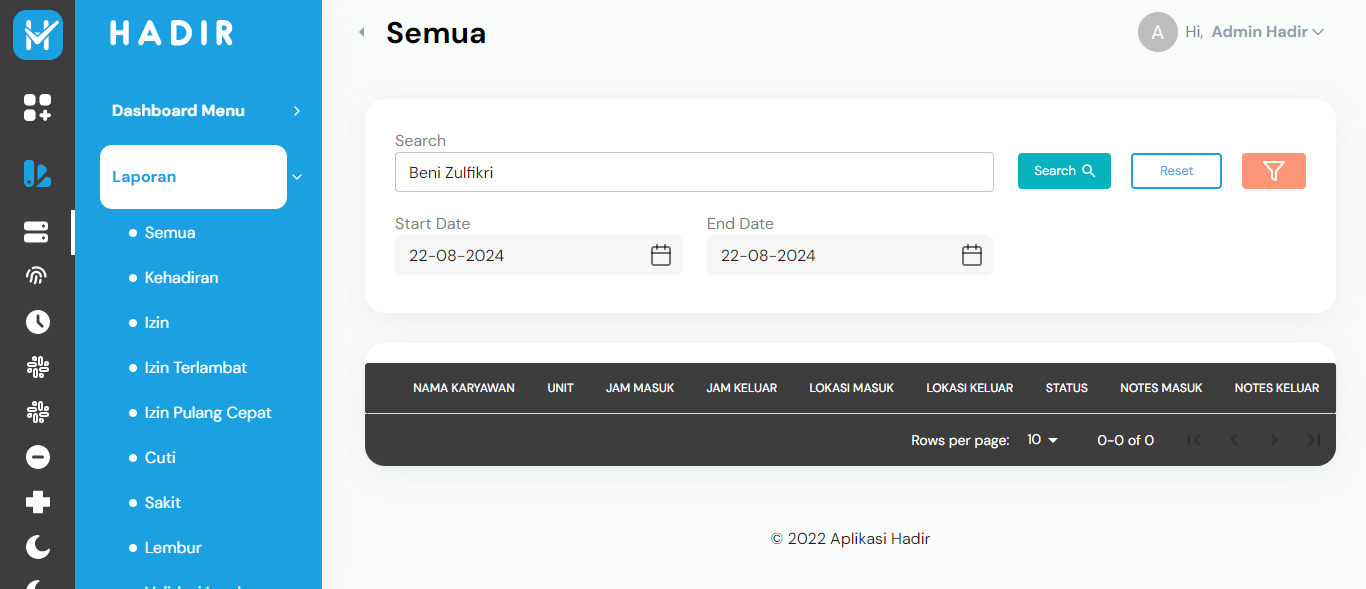 HADIR
Dashboard Menu
Laporan
Semua
Kehadiran
Izin
Izin Terlambat
Izin Pulang Cepat
Cuti
Sakit
Lembur
Semua
A Hi, Admin Hadir
Search
Beni Zulfikri
Search
Reset
Start Date
End Date
22-08-2024
22-08-2024
NAMA KARYAWAN UNIT JAM MASUK JAM KELUAR LOKASI MASUK LOKASI KELUAR STATUS NOTES MASUK NOTES KELUAR
Rows per page: 10 0-0 of 0
© 2022 Aplikasi Hadir